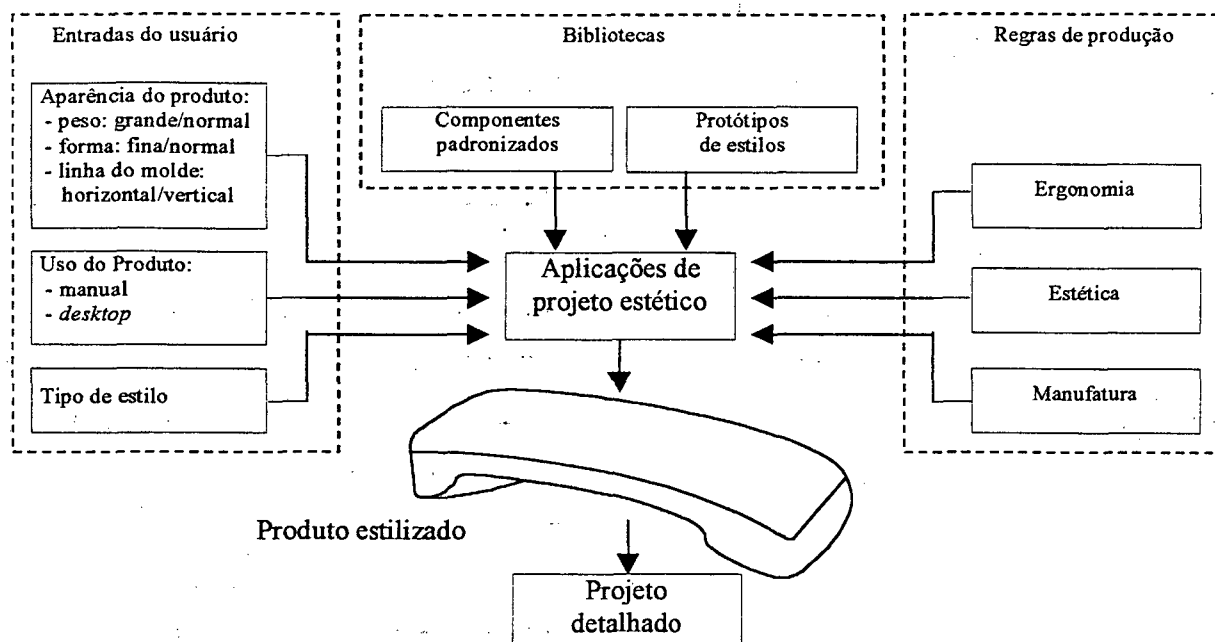 Entradas do usuário
Aparência do produto:
- peso: grande/normal
- forma: fina/normal
- linha do molde:
horizontal/vertical
Uso do Produto:
- manual
- desktop
Tipo de estilo
Bibliotecas
Componentes
padronizados
Protótipos
de estilos
Regras de produção
Ergonomia
Estética
Manufatura
Aplicações de
projeto estético
Produto estilizado
Projeto
detalhado